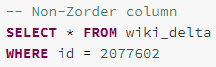 -- Non-Zorder column
SELECT * FROM wiki_delta
WHERE id = 2077602